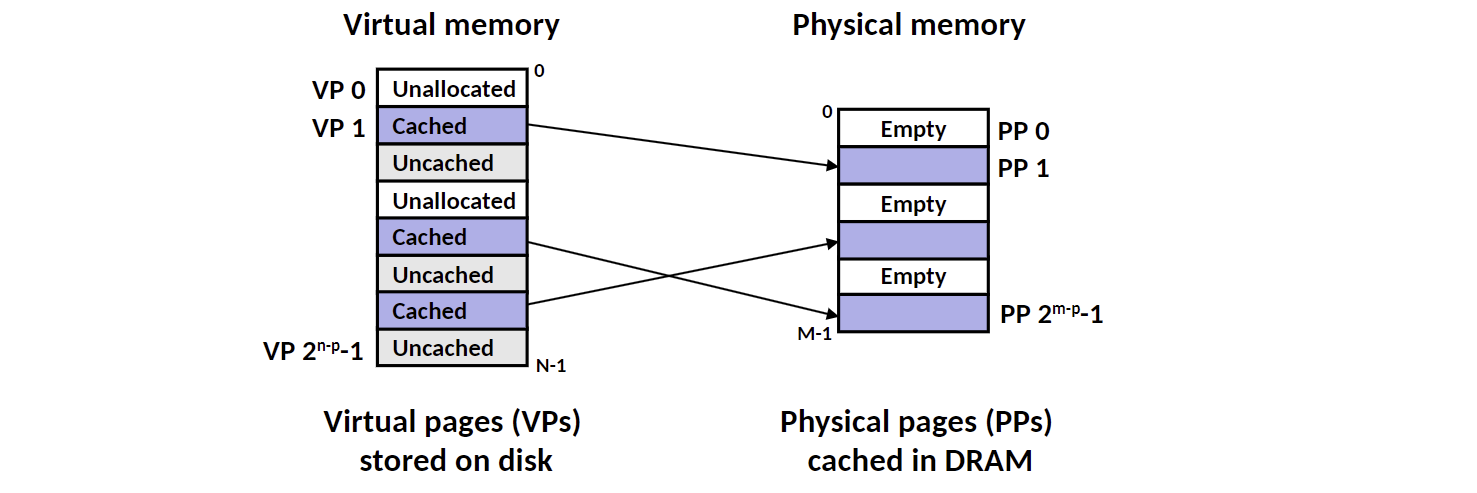 Virtual memory
Physical memory
0
VP 0
Unallocated
VP 1
Cached
Uncached
Unallocated
Cached
Uncached
Cached
VP 2ⁿ⁻ᵖ-1
Uncached
N-1
0
Empty
PP 0
PP 1
Empty
Empty
PP 2ᵐ⁻ᵖ-1
M-1
Virtual pages (VPs)
stored on disk
Physical pages (PPs)
cached in DRAM